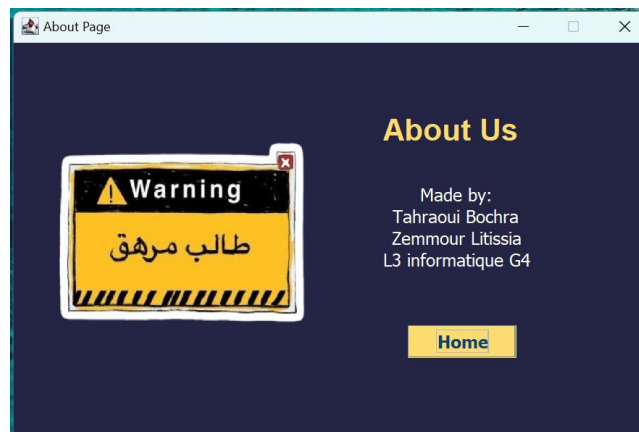 About Page
Warning
طالب مرهق
About Us
Made by:
Tahraoui Bochra
Zemmour Litissia
L3 informatique G4
Home